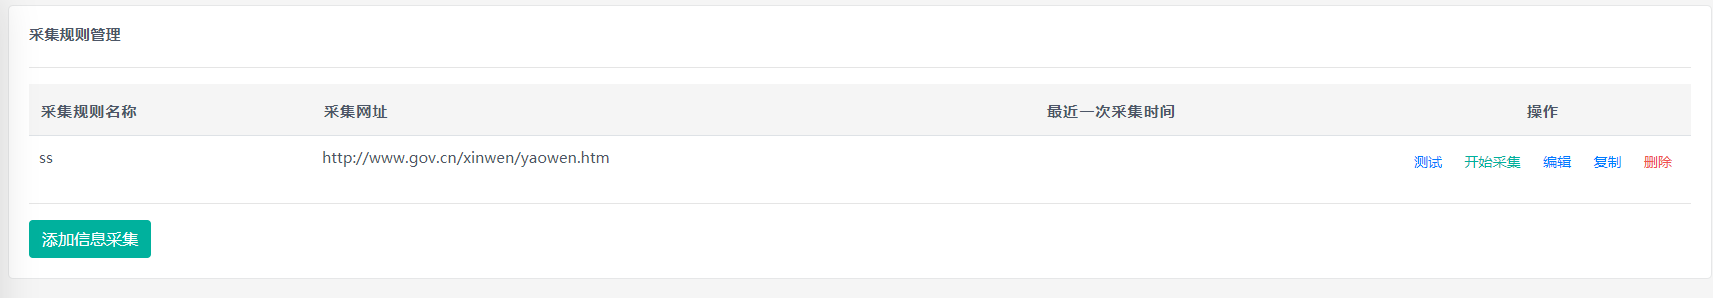 采集规则管理
采集规则名称 采集网址 最近一次采集时间 操作
ss http://www.gov.cn/xinwen/yaowen.htm 测试 开始采集 编辑 复制 删除
添加信息采集